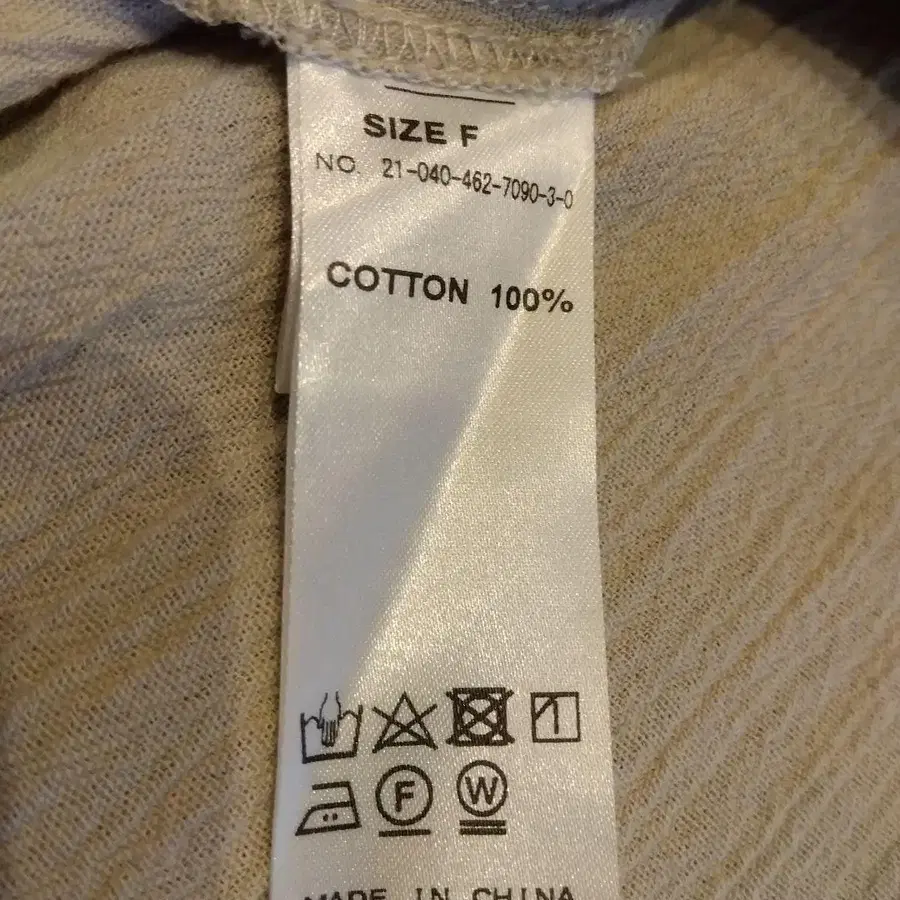 SIZE F
NO. 21-040-462-7090-3-0
COTTON 100%
F W
MADE IN CHINA